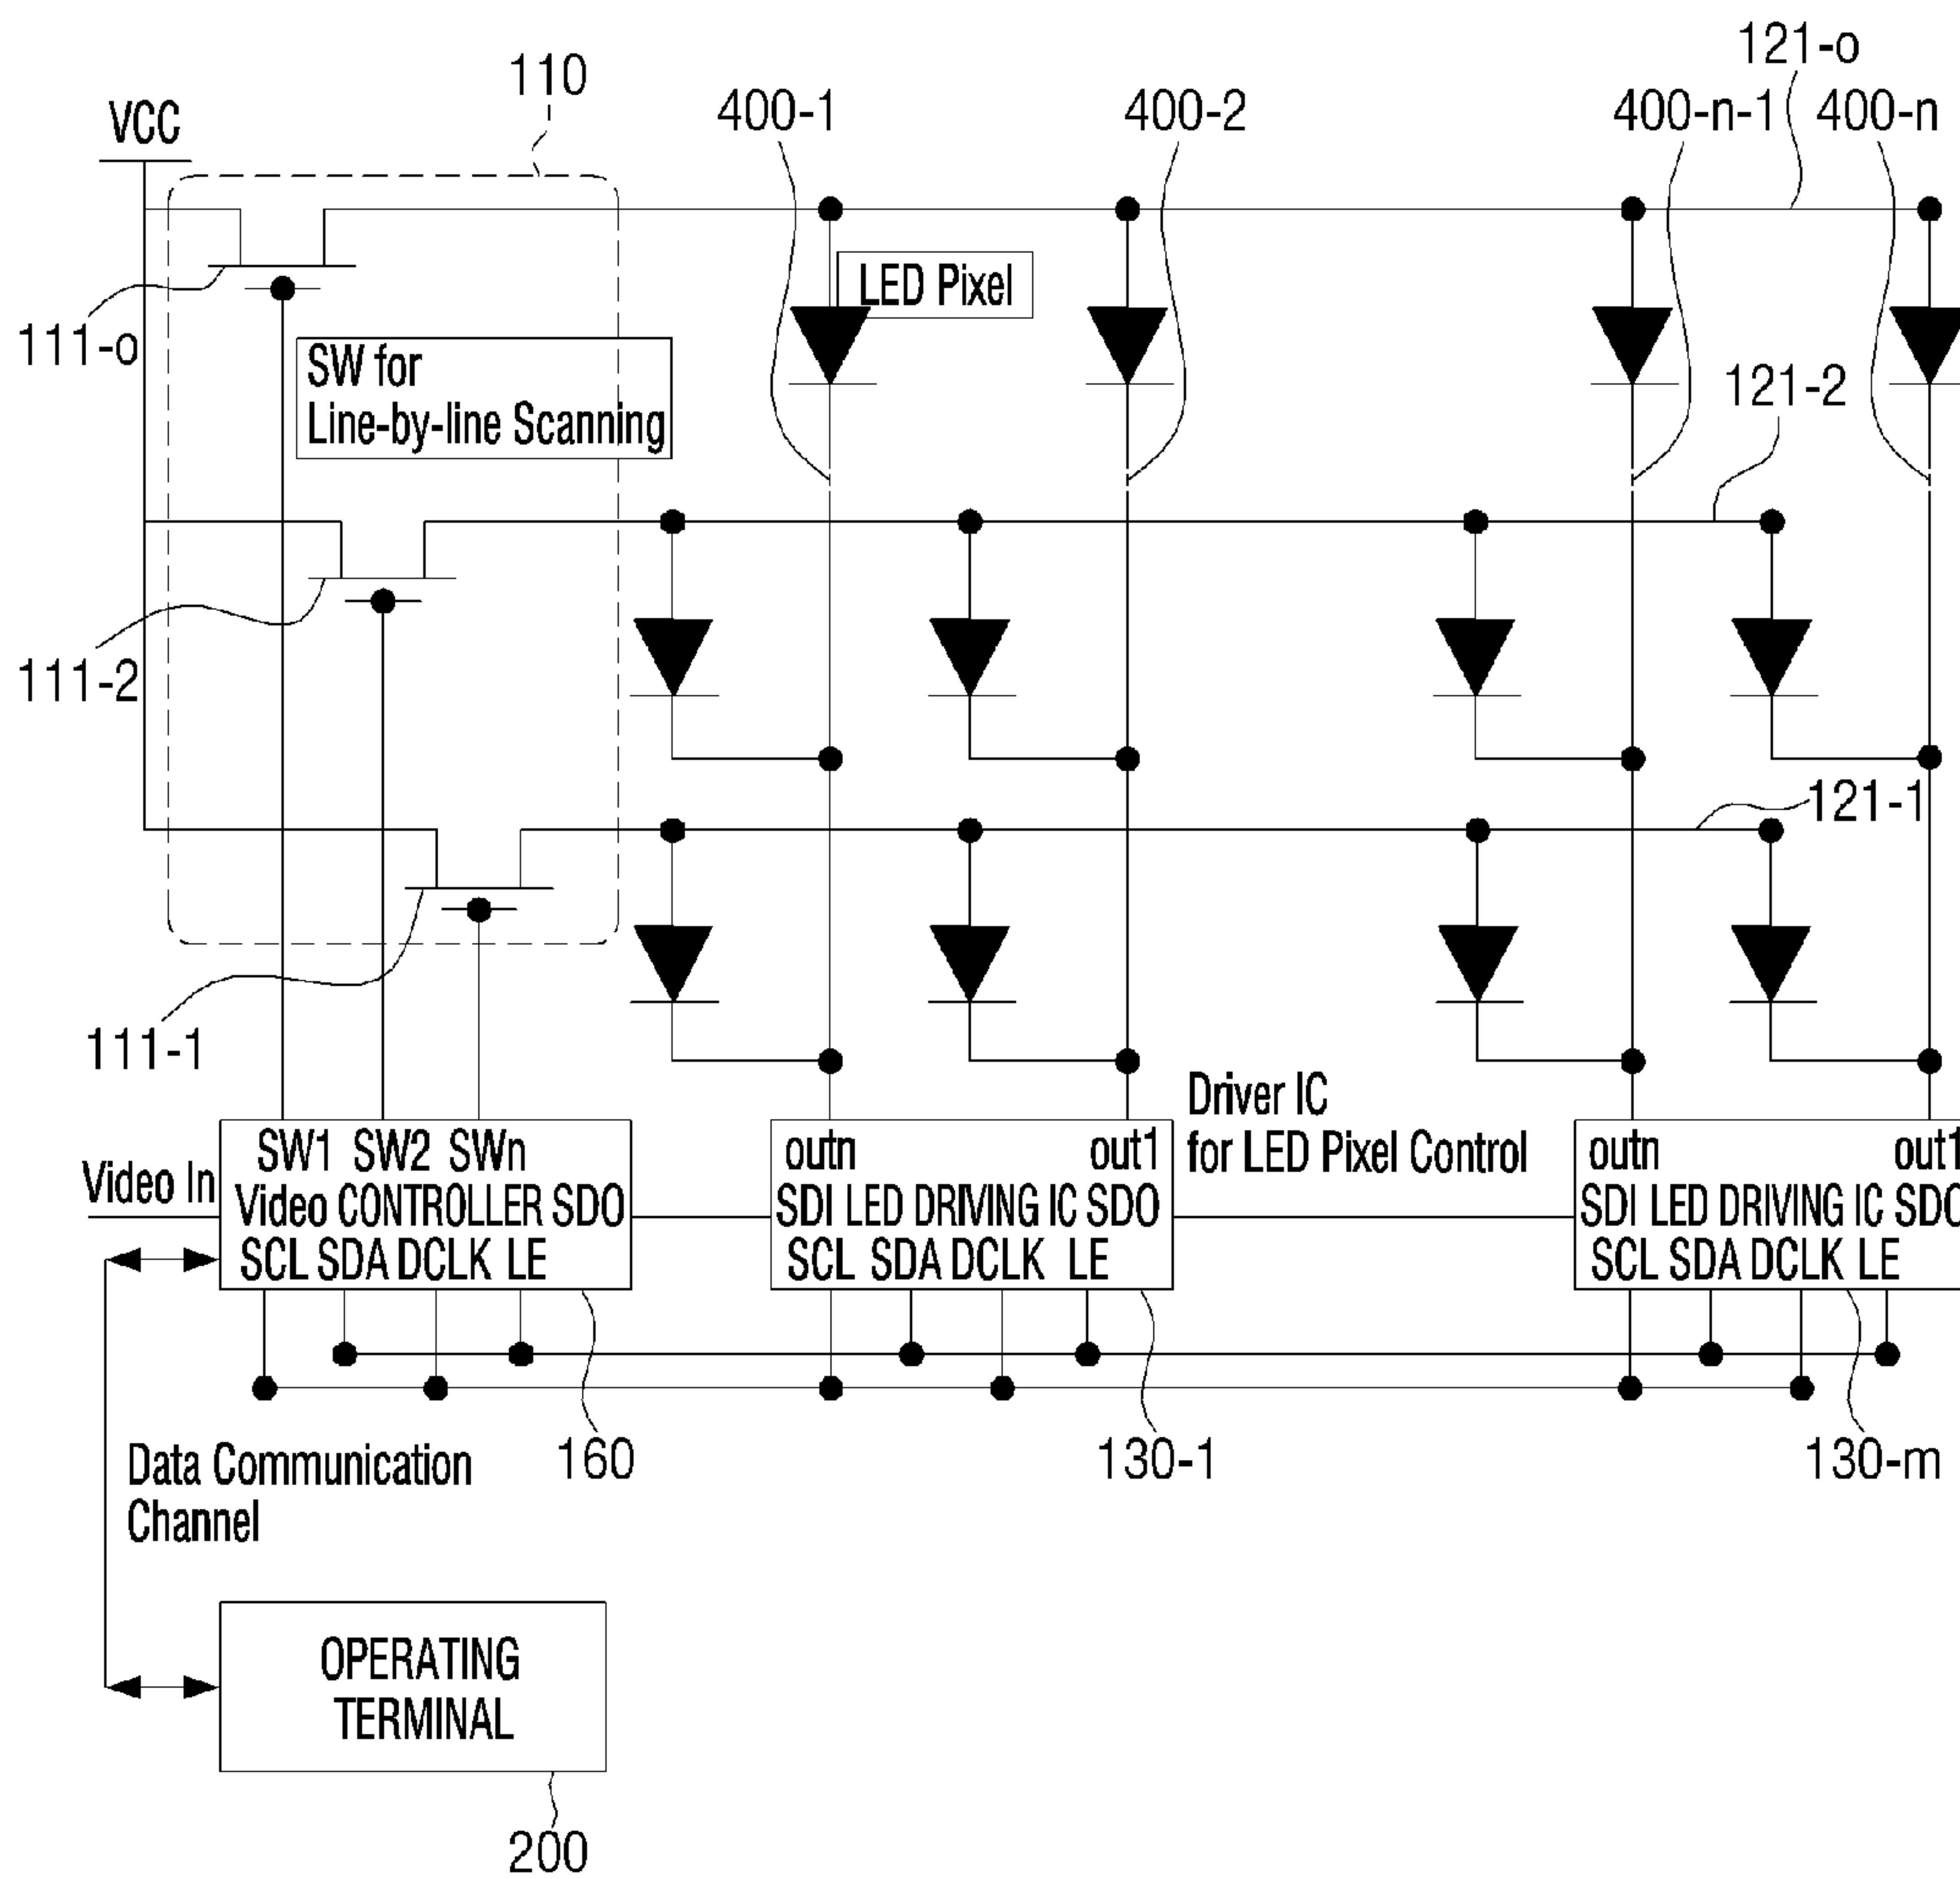 121-o
110
400-1
400-2
400-n-1
400-n
VCC
LED Pixel
111-o
SW for
Line-by-line Scanning
121-2
111-2
121-1
111-1
Driver IC
for LED Pixel Control
SW1 SW2 SWn
Video CONTROLLER SDO
SCL SDA DCLK LE
Video In
outn out1
SDI LED DRIVING IC SDO
SCL SDA DCLK LE
outn out1
SDI LED DRIVING IC SDO
SCL SDA DCLK LE
160
130-1
130-m
Data Communication
Channel
OPERATING
TERMINAL
200